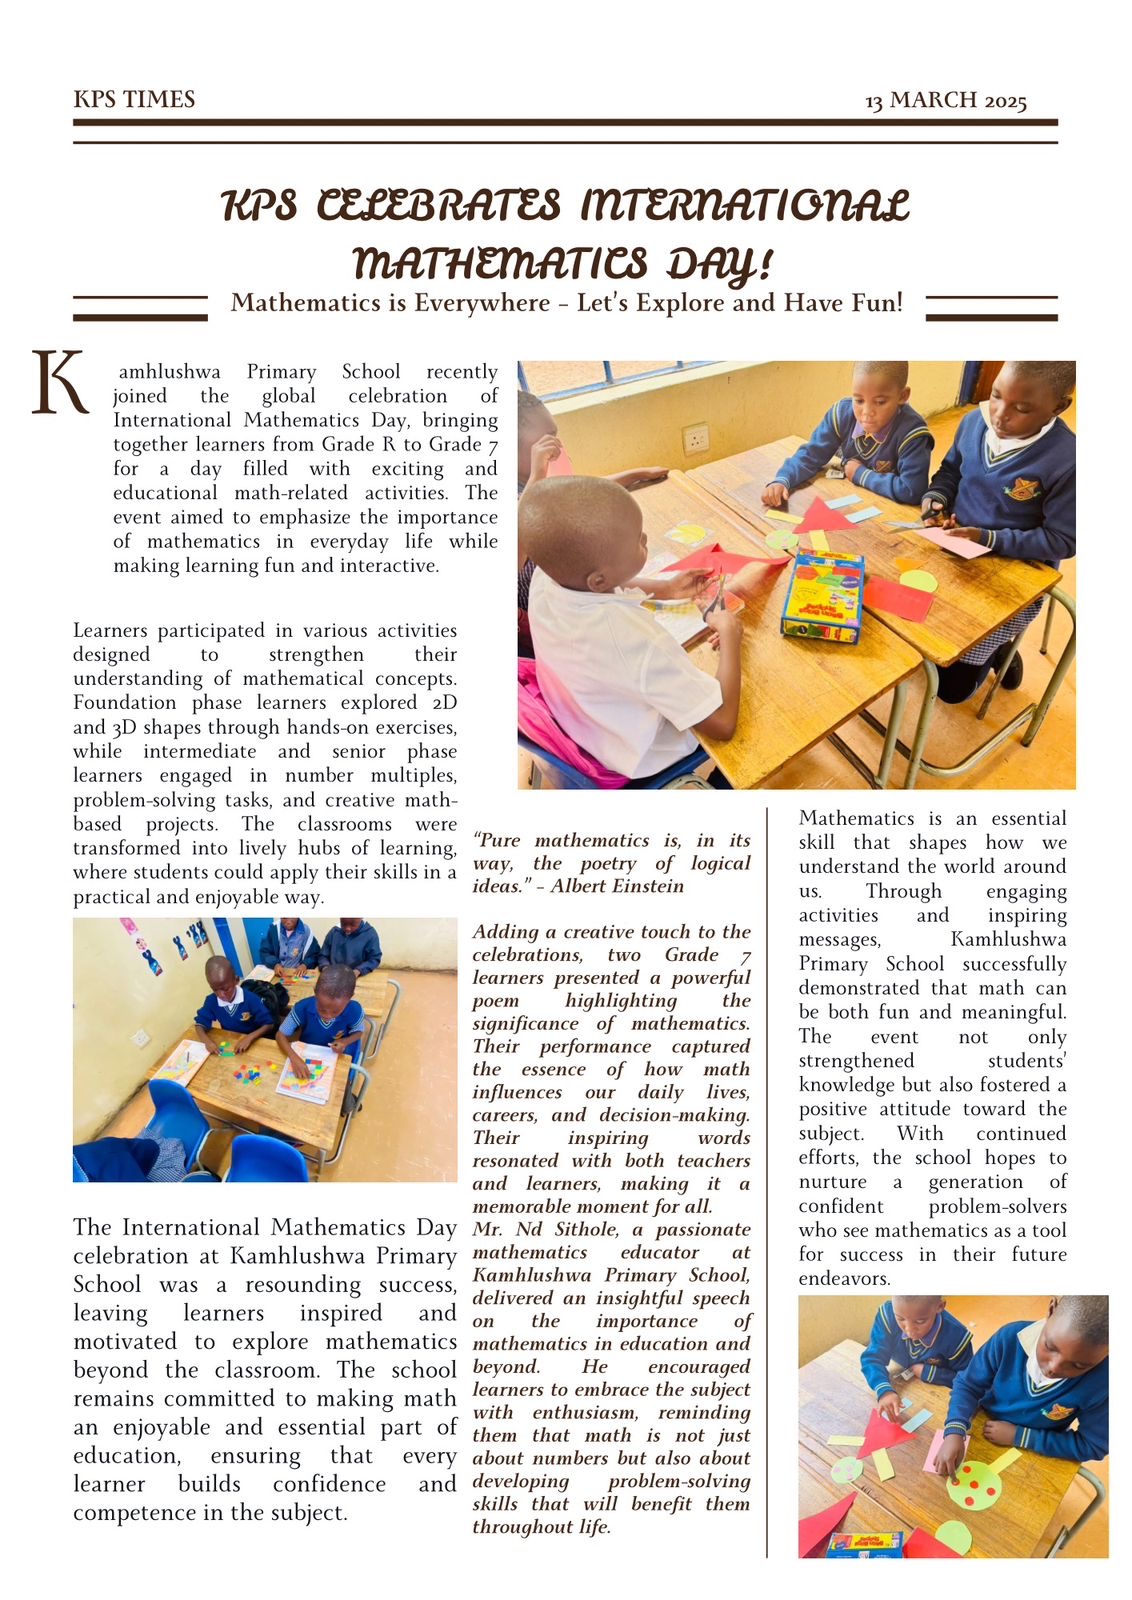 KPS TIMES
13 MARCH 2025
KPS CELEBRATES INTERNATIONAL
MATHEMATICS DAY!
Mathematics is Everywhere – Let's Explore and Have Fun!
Kamhlushwa Primary School recently
joined the global celebration of
International Mathematics Day, bringing
together learners from Grade R to Grade 7
for a day filled with exciting and
educational math-related activities. The
event aimed to emphasize the importance
of mathematics in everyday life while
making learning fun and interactive.
Learners participated in various activities
designed to strengthen their
understanding of mathematical concepts.
Foundation phase learners explored 2D
and 3D shapes through hands-on exercises,
while intermediate and senior phase
learners engaged in number multiples,
problem-solving tasks, and creative math-
based projects. The classrooms were
transformed into lively hubs of learning,
where students could apply their skills in a
practical and enjoyable way.
The International Mathematics Day
celebration at Kamhlushwa Primary
School was a resounding success,
leaving learners inspired and
motivated to explore mathematics
beyond the classroom. The school
remains committed to making math
an enjoyable and essential part of
education, ensuring that every
learner builds confidence and
competence in the subject.
“Pure mathematics is, in its
way, the poetry of logical
ideas.” – Albert Einstein
Adding a creative touch to the
celebrations, two Grade 7
learners presented a powerful
poem highlighting the
significance of mathematics.
Their performance captured
the essence of how math
influences our daily lives,
careers, and decision-making.
Their inspiring words
resonated with both teachers
and learners, making it a
memorable moment for all.
Mr. Nd Sithole, a passionate
mathematics educator at
Kamhlushwa Primary School,
delivered an insightful speech
on the importance of
mathematics in education and
beyond. He encouraged
learners to embrace the subject
with enthusiasm, reminding
them that math is not just
about numbers but also about
developing problem-solving
skills that will benefit them
throughout life.
Mathematics is an essential
skill that shapes how we
understand the world around
us. Through engaging
activities and inspiring
messages, Kamhlushwa
Primary School successfully
demonstrated that math can
be both fun and meaningful.
The event not only
strengthened students'
knowledge but also fostered a
positive attitude toward the
subject. With continued
efforts, the school hopes to
nurture a generation of
confident problem-solvers
who see mathematics as a tool
for success in their future
endeavors.